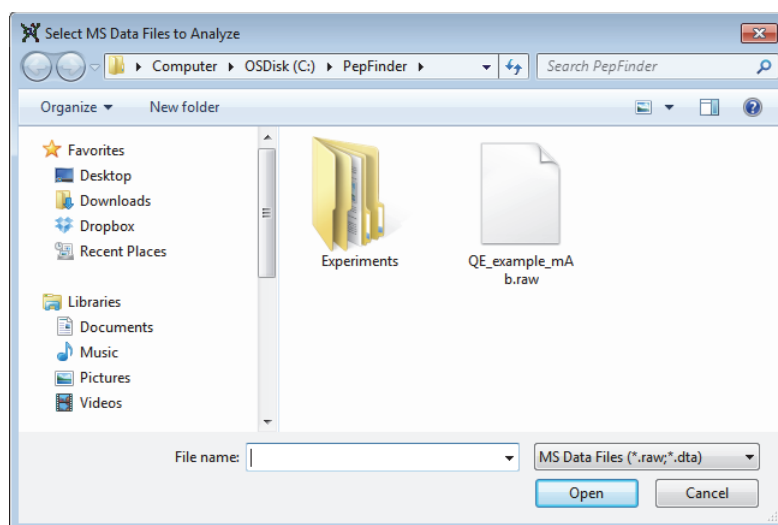 Select MS Data Files to Analyze
Computer OSDisk (C:) PepFinder
Search PepFinder
Organize New folder
Favorites
Desktop
Downloads
Dropbox
Recent Places
Libraries
Documents
Music
Pictures
Videos
Experiments
QE_example_mA
b.raw
File name:
MS Data Files (*.raw;*.dta)
Open Cancel